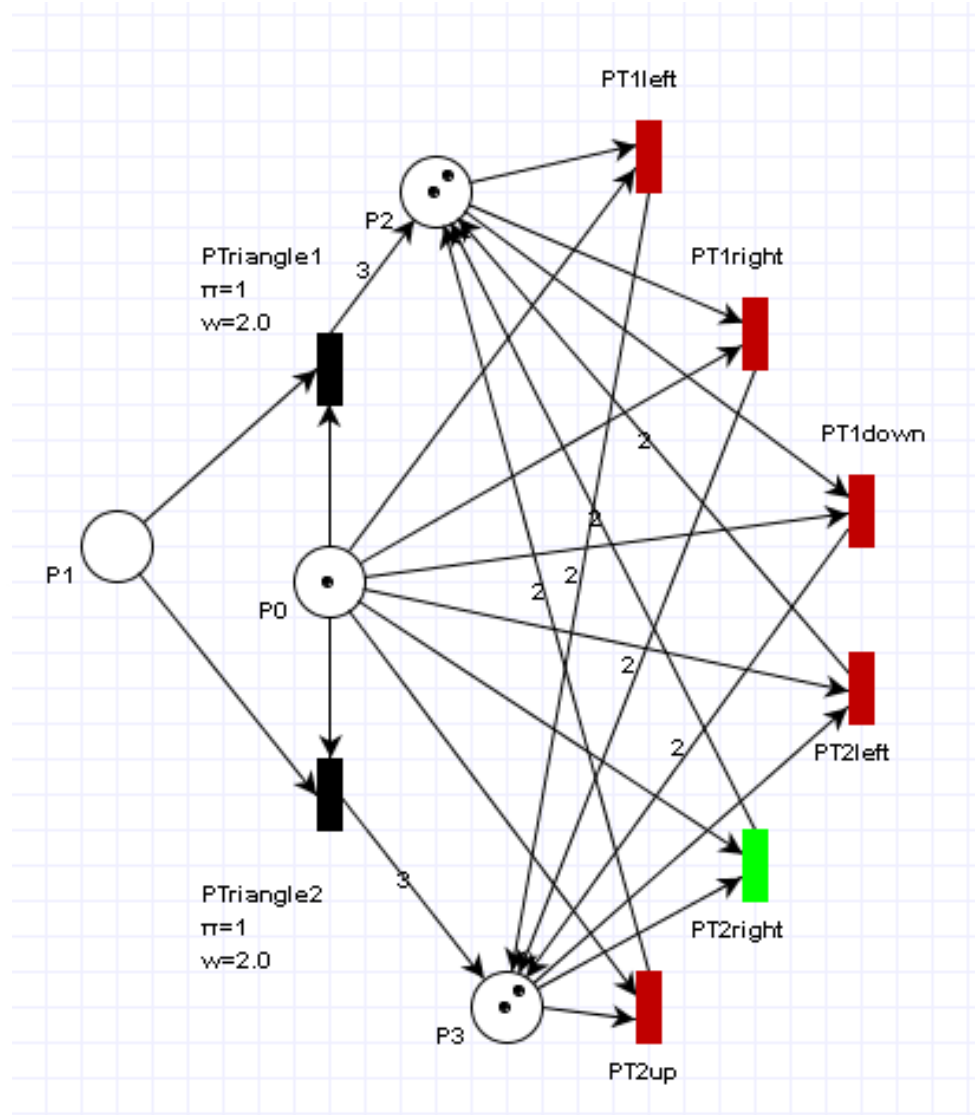 PT1left
P2
PTriangle1
π=1
w=2.0
3
PT1right
2
PT1down
2
2
2
P1
P0
2
2
PT2left
3
PTriangle2
π=1
w=2.0
PT2right
P3
PT2up